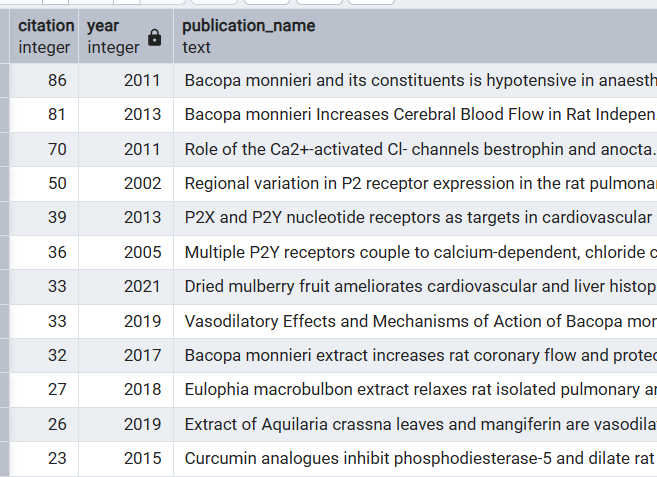 citation year publication_name
integer integer text
86 2011 Bacopa monnieri and its constituents is hypotensive in anaesth
81 2013 Bacopa monnieri Increases Cerebral Blood Flow in Rat Indepen
70 2011 Role of the Ca2+-activated Cl- channels bestrophin and anocta.
50 2002 Regional variation in P2 receptor expression in the rat pulmona
39 2013 P2X and P2Y nucleotide receptors as targets in cardiovascular
36 2005 Multiple P2Y receptors couple to calcium-dependent, chloride c
33 2021 Dried mulberry fruit ameliorates cardiovascular and liver histop
33 2019 Vasodilatory Effects and Mechanisms of Action of Bacopa mon
32 2017 Bacopa monnieri extract increases rat coronary flow and protec
27 2018 Eulophia macrobulbon extract relaxes rat isolated pulmonary ar
26 2019 Extract of Aquilaria crassna leaves and mangiferin are vasodila
23 2015 Curcumin analogues inhibit phosphodiesterase-5 and dilate rat